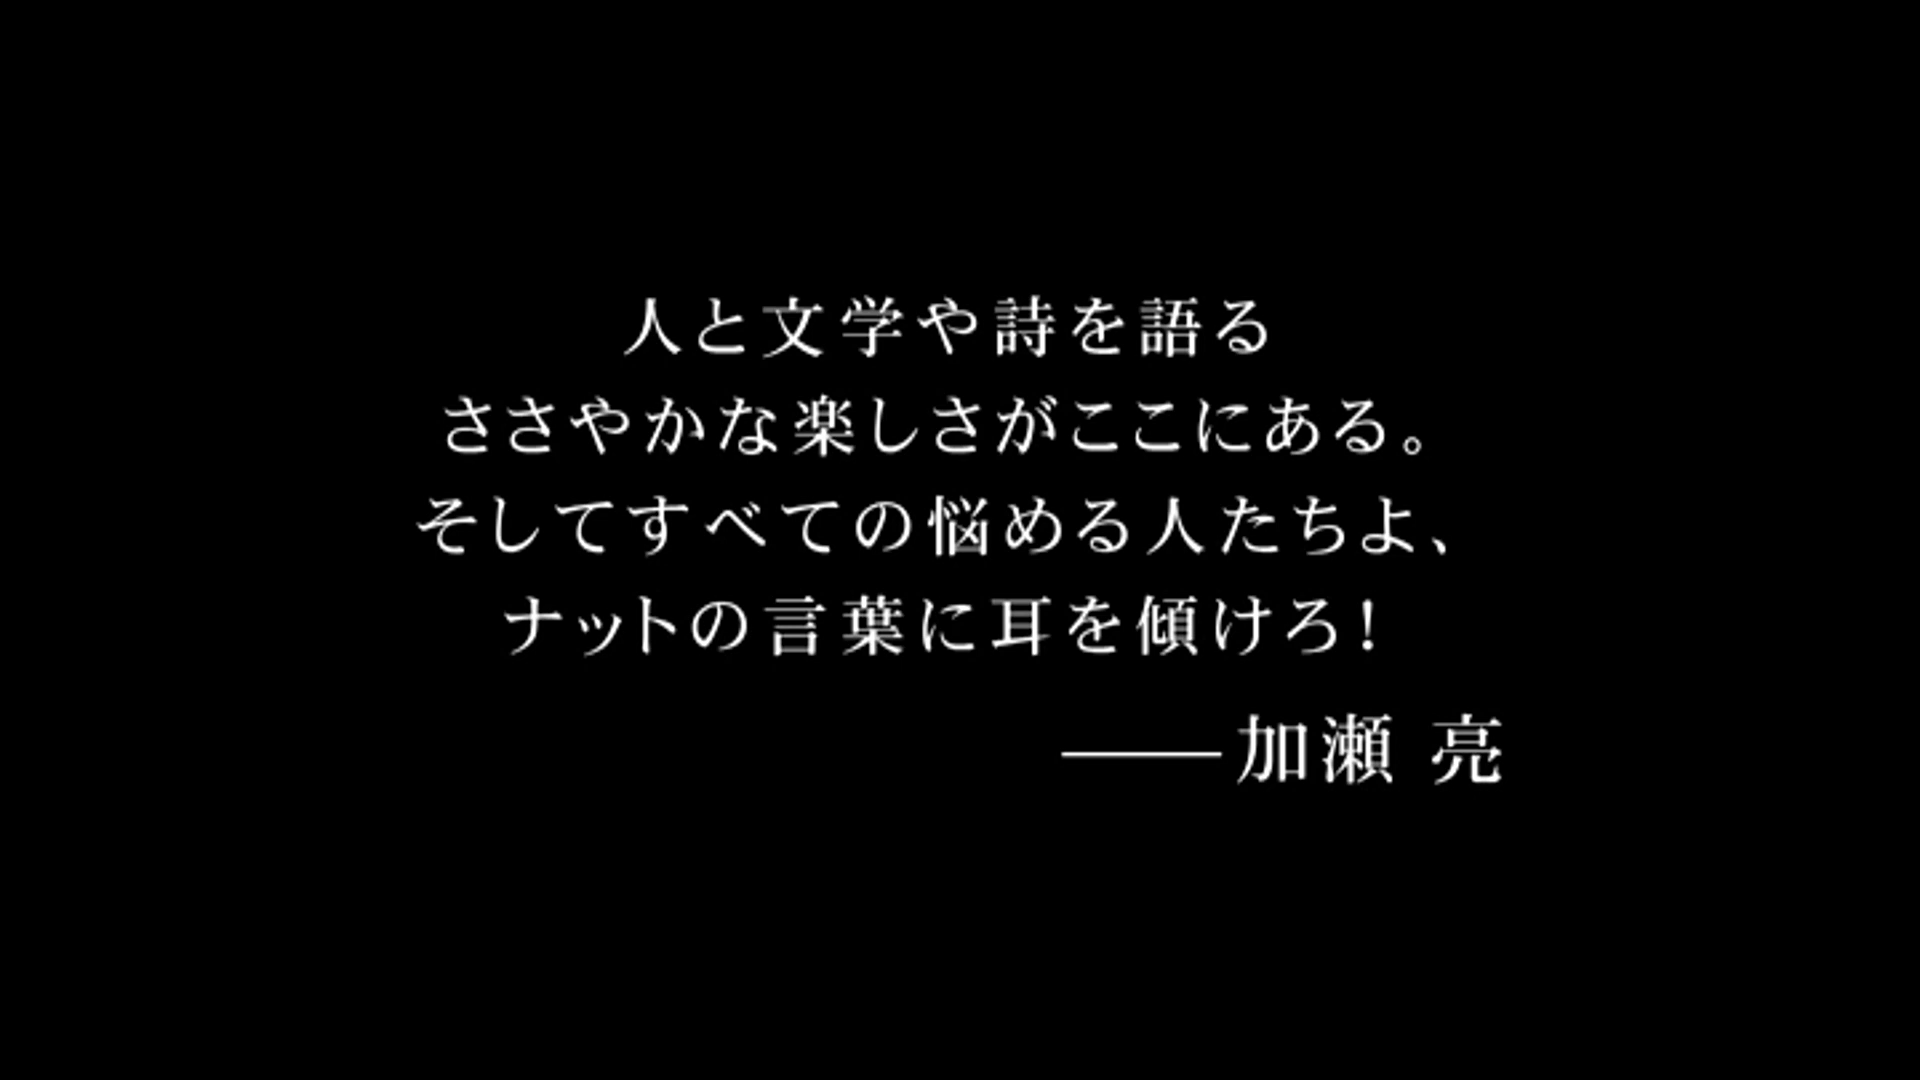 人と文学や詩を語る
ささやかな楽しさがここにある。
そしてすべての悩める人たちよ、
ナットの言葉に耳を傾けろ!
――加瀬 亮